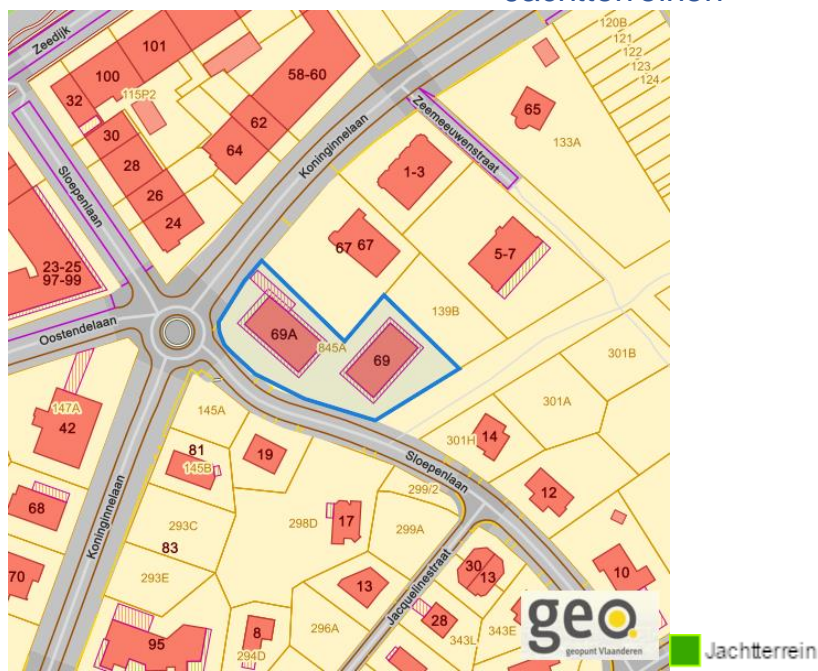 Jachtterreinen
Zeedijk
101
100
58-60
32
115P2
30
62
28
64
26
24
Sloepenlaan
Koninginnelaan
Zeemeeuwenstraat
65
133A
120B
121
122
123
124
1-3
67 67
5-7
23-25
97-99
139B
69A
845A
69
Oostendelaan
301B
301A
147A
42
145A
81
145B
19
301H
14
Sloepenlaan
12
299/2
68
293C
298D
17
299A
83
Koninginnelaan
293E
70
13
Jacquelinestraat
30
13
10
95
8
296A
28
294D
343L
343E
geo
geopunt Vlaanderen
Jachtterrein